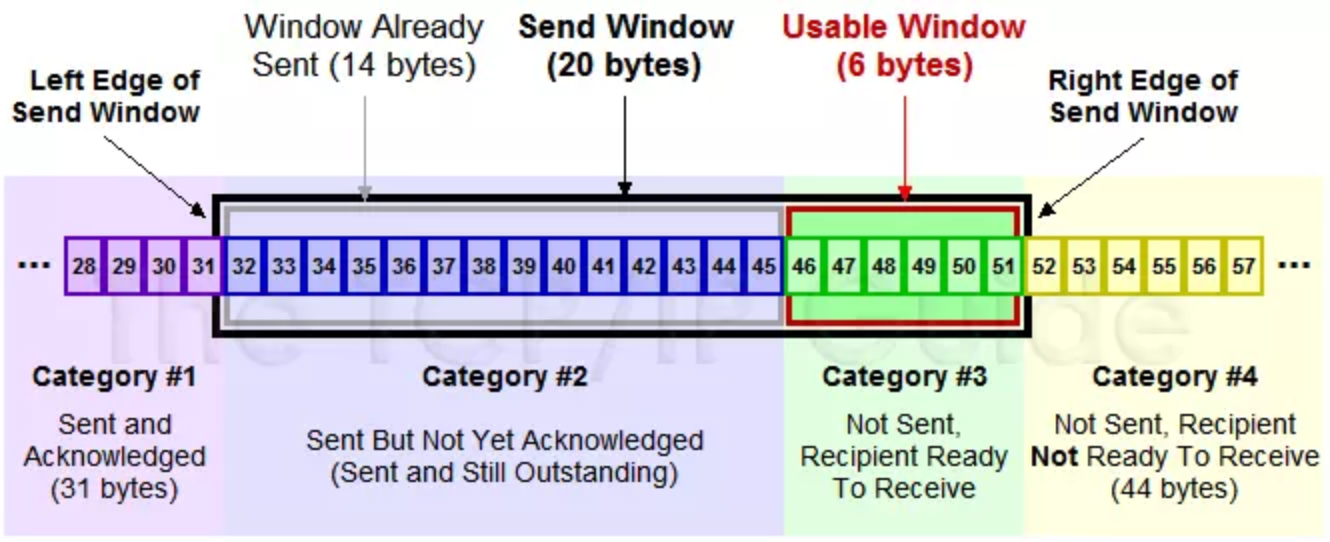 Window Already
Sent (14 bytes)
Send Window
(20 bytes)
Usable Window
(6 bytes)
Left Edge of
Send Window
Right Edge of
Send Window
... 28 29 30 31 32 33 34 35 36 37 38 39 40 41 42 43 44 45 46 47 48 49 50 51 52 53 54 55 56 57 ...
The TCP/IP Guide
Category #1
Sent and
Acknowledged
(31 bytes)
Category #2
Sent But Not Yet Acknowledged
(Sent and Still Outstanding)
Category #3
Not Sent,
Recipient Ready
To Receive
Category #4
Not Sent, Recipient
Not Ready To Receive
(44 bytes)